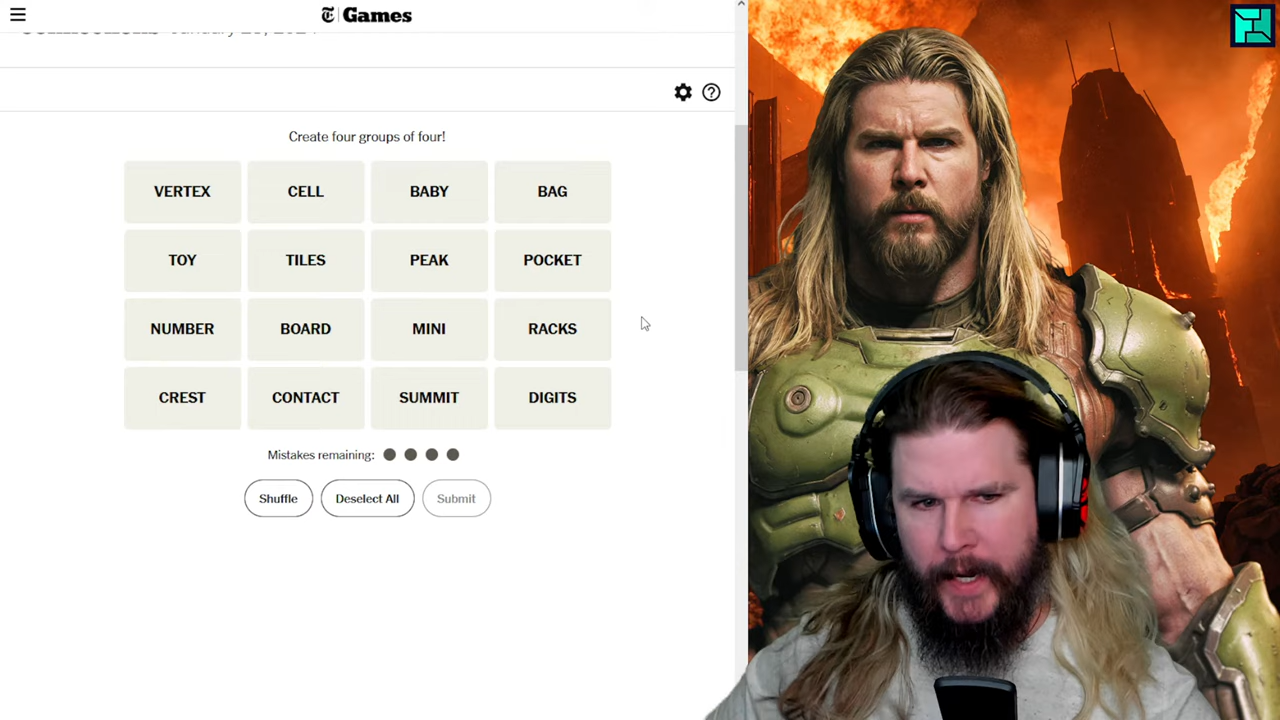 T Games
Create four groups of four!
VERTEX CELL BABY BAG
TOY TILES PEAK POCKET
NUMBER BOARD MINI RACKS
CREST CONTACT SUMMIT DIGITS
Mistakes remaining:
Shuffle Deselect All Submit